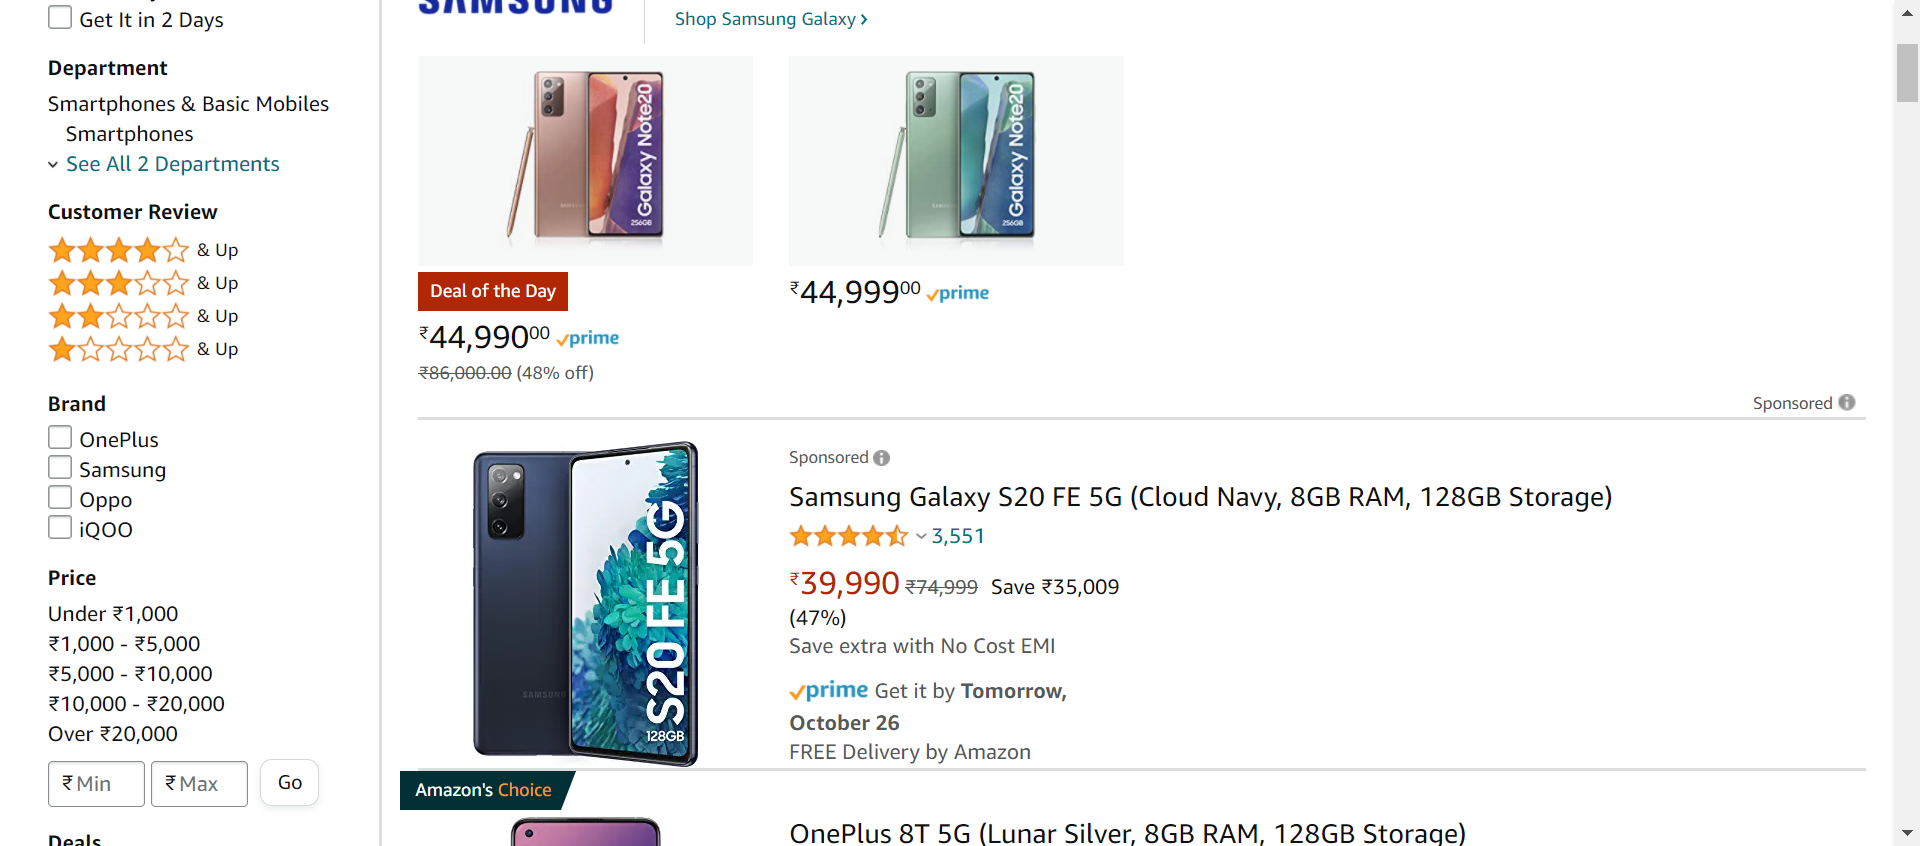 Get It in 2 Days
Department
Smartphones & Basic Mobiles
Smartphones
See All 2 Departments
Customer Review
& Up
& Up
& Up
& Up
Brand
OnePlus
Samsung
Oppo
iQOO
Price
Under ₹1,000
₹1,000 - ₹5,000
₹5,000 - ₹10,000
₹10,000 - ₹20,000
Over ₹20,000
₹ Min ₹ Max Go
Deals
SAMSUNG
Shop Samsung Galaxy ›
Galaxy Note20
256GB
Galaxy Note20
256GB
Deal of the Day
₹44,99000 prime
₹86,000.00 (48% off)
₹44,99900 prime
Sponsored
SAMSUNG
S20 FE 5G
128GB
Sponsored
Samsung Galaxy S20 FE 5G (Cloud Navy, 8GB RAM, 128GB Storage)
3,551
₹39,990 ₹74,999 Save ₹35,009
(47%)
Save extra with No Cost EMI
prime Get it by Tomorrow,
October 26
FREE Delivery by Amazon
Amazon's Choice
OnePlus 8T 5G (Lunar Silver, 8GB RAM, 128GB Storage)